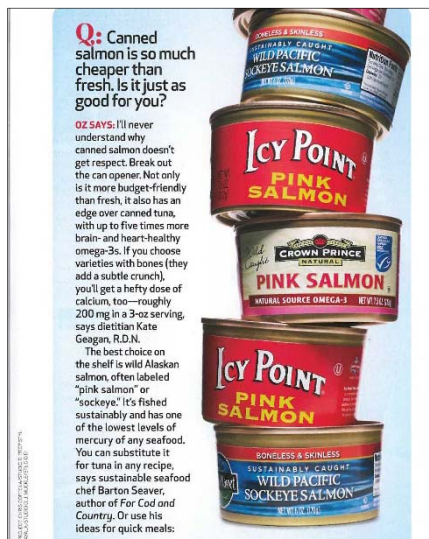 Q: Canned
salmon is so much
cheaper than
fresh. Is it just as
good for you?
OZ SAYS: I'll never
understand why
canned salmon doesn't
get respect. Break out
the can opener. Not only
is it more budget-friendly
than fresh, it also has an
edge over canned tuna,
with up to five times more
brain- and heart-healthy
omega-3s. If you choose
varieties with bones (they
add a subtle crunch),
you'll get a hefty dose of
calcium, too—roughly
200 mg in a 3-oz serving,
says dietitian Kate
Geagan, R.D.N.
The best choice on
the shelf is wild Alaskan
salmon, often labeled
"pink salmon" or
"sockeye." It's fished
sustainably and has one
of the lowest levels of
mercury of any seafood.
You can substitute it
for tuna in any recipe,
says sustainable seafood
chef Barton Seaver,
author of For Cod and
Country. Or use his
ideas for quick meals:
BONELESS & SKINLESS
SUSTAINABLY CAUGHT
WILD PACIFIC
SOCKEYE SALMON
Nutrition Facts
ICY POINT
PINK
SALMON
Wild
Caught
CROWN PRINCE
NATURAL
PINK SALMON
NATURAL SOURCE OMEGA-3
ICY POINT
PINK
SALMON
BONELESS & SKINLESS
SUSTAINABLY CAUGHT
WILD PACIFIC
SOCKEYE SALMON